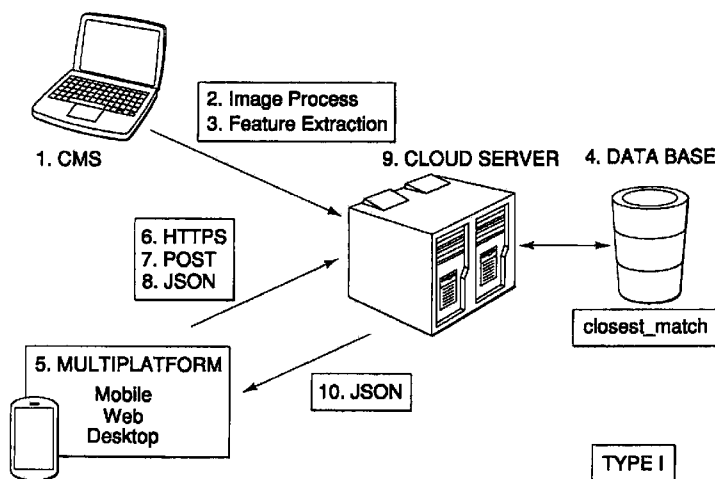 2. Image Process
3. Feature Extraction
1. CMS
9. CLOUD SERVER
4. DATA BASE
6. HTTPS
7. POST
8. JSON
closest_match
5. MULTIPLATFORM
Mobile
Web
Desktop
10. JSON
TYPE I